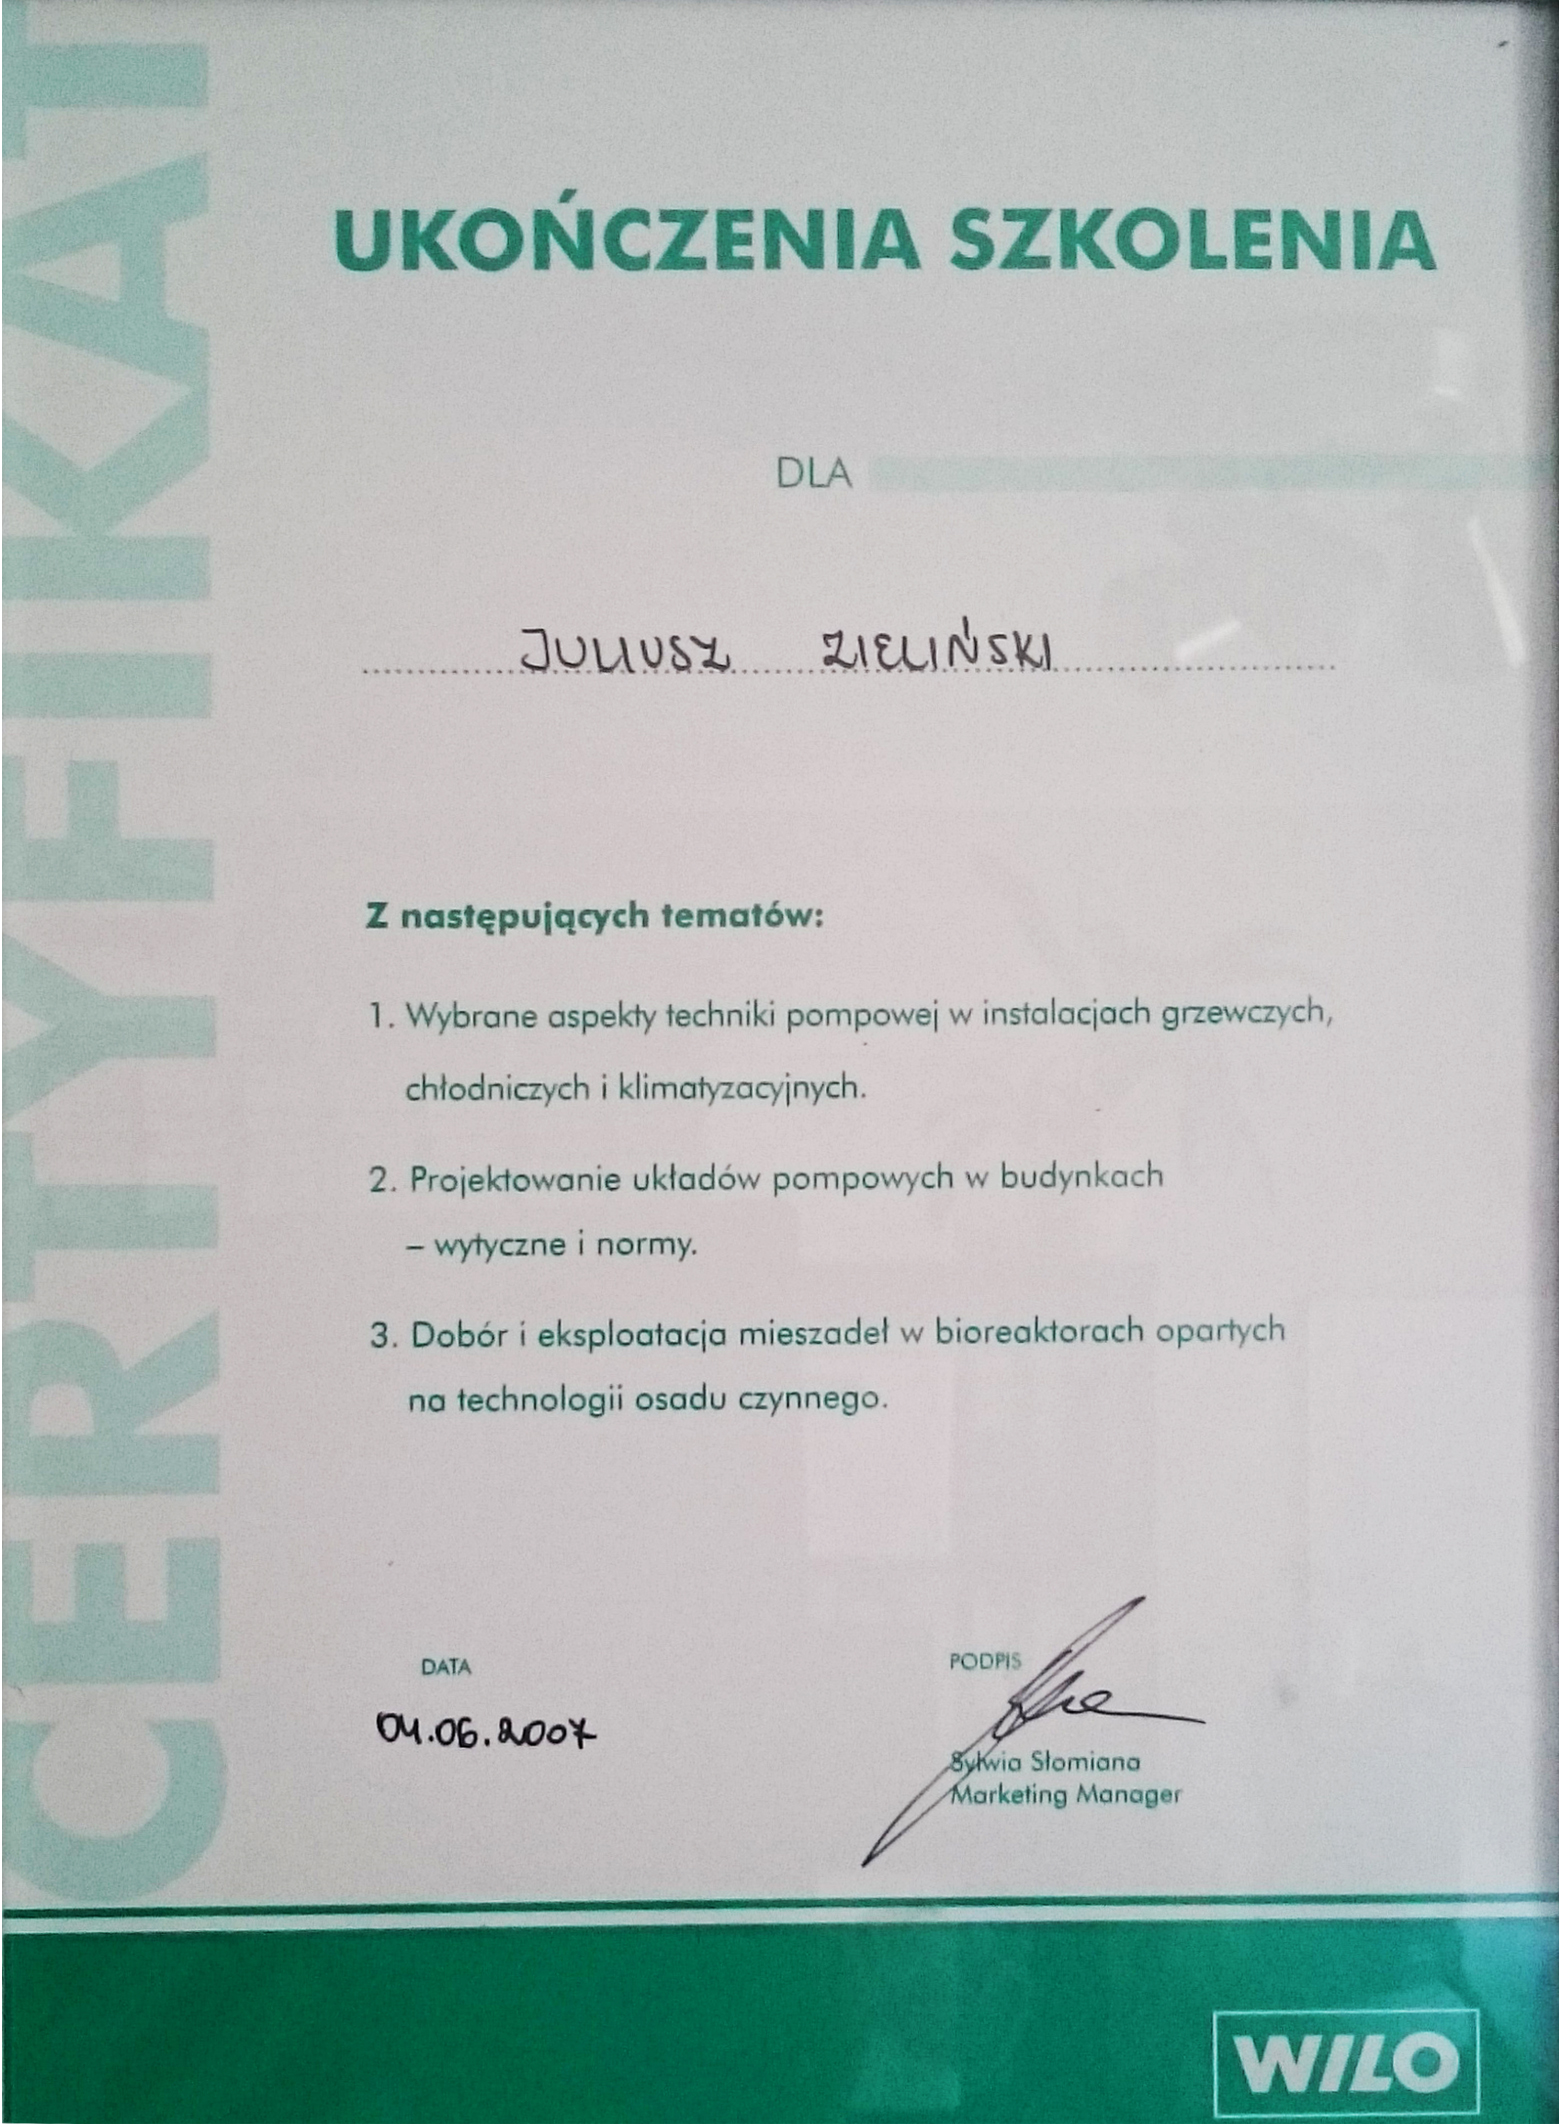 CERTYFIKAT
UKOŃCZENIA SZKOLENIA
DLA
JULIUSZ ZIELIŃSKI
Z następujących tematów:
1. Wybrane aspekty techniki pompowej w instalacjach grzewczych,
chłodniczych i klimatyzacyjnych.
2. Projektowanie układów pompowych w budynkach
– wytyczne i normy.
3. Dobór i eksploatacja mieszadeł w bioreaktorach opartych
na technologii osadu czynnego.
DATA
04.06.2007
PODPIS
Sylwia Słomiana
Marketing Manager
WILO